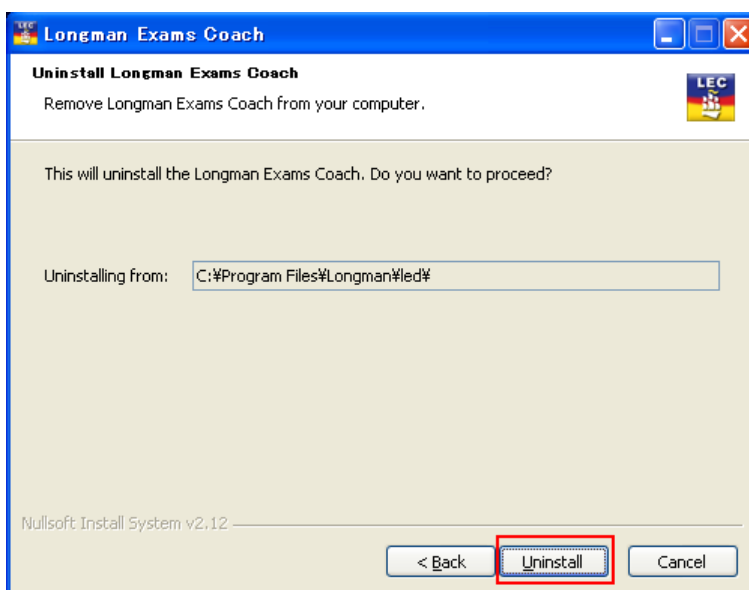 Longman Exams Coach
Uninstall Longman Exams Coach
Remove Longman Exams Coach from your computer.
LEC
This will uninstall the Longman Exams Coach. Do you want to proceed?
Uninstalling from: C:¥Program Files¥Longman¥led¥
Nullsoft Install System v2.12
< Back Uninstall Cancel